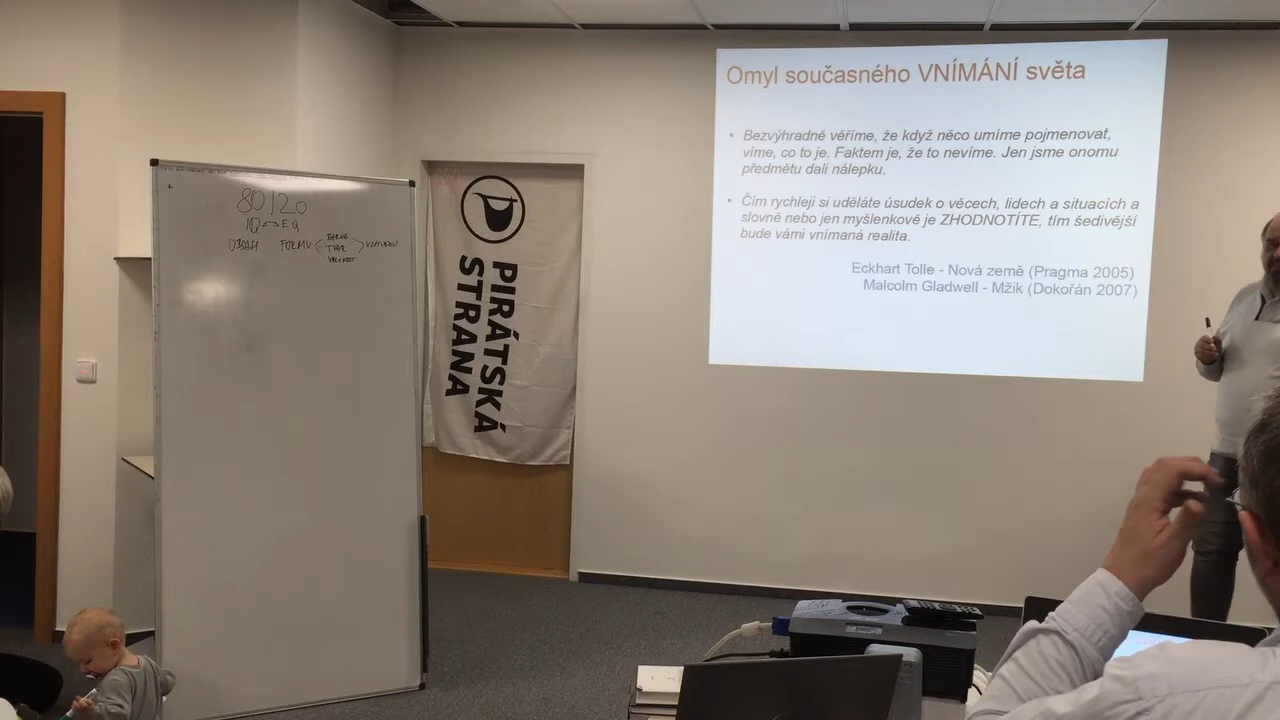 80/20
IQ EQ
FORMU
BARVA
TVAR
VELIKOST
PIRÁTSKÁ
STRANA
Omyl současného VNÍMÁNÍ světa
• Bezvýhradně věříme, že když něco umíme pojmenovat,
víme, co to je. Faktem je, že to nevíme. Jen jsme onomu
předmětu dali nálepku.
• Čím rychleji si uděláte úsudek o věcech, lidech a situacích a
slovně nebo jen myšlenkově je ZHODNOTÍTE, tím šedivější
bude vámi vnímaná realita.
Eckhart Tolle - Nová země (Pragma 2005)
Malcolm Gladwell - Mžik (Dokořán 2007)